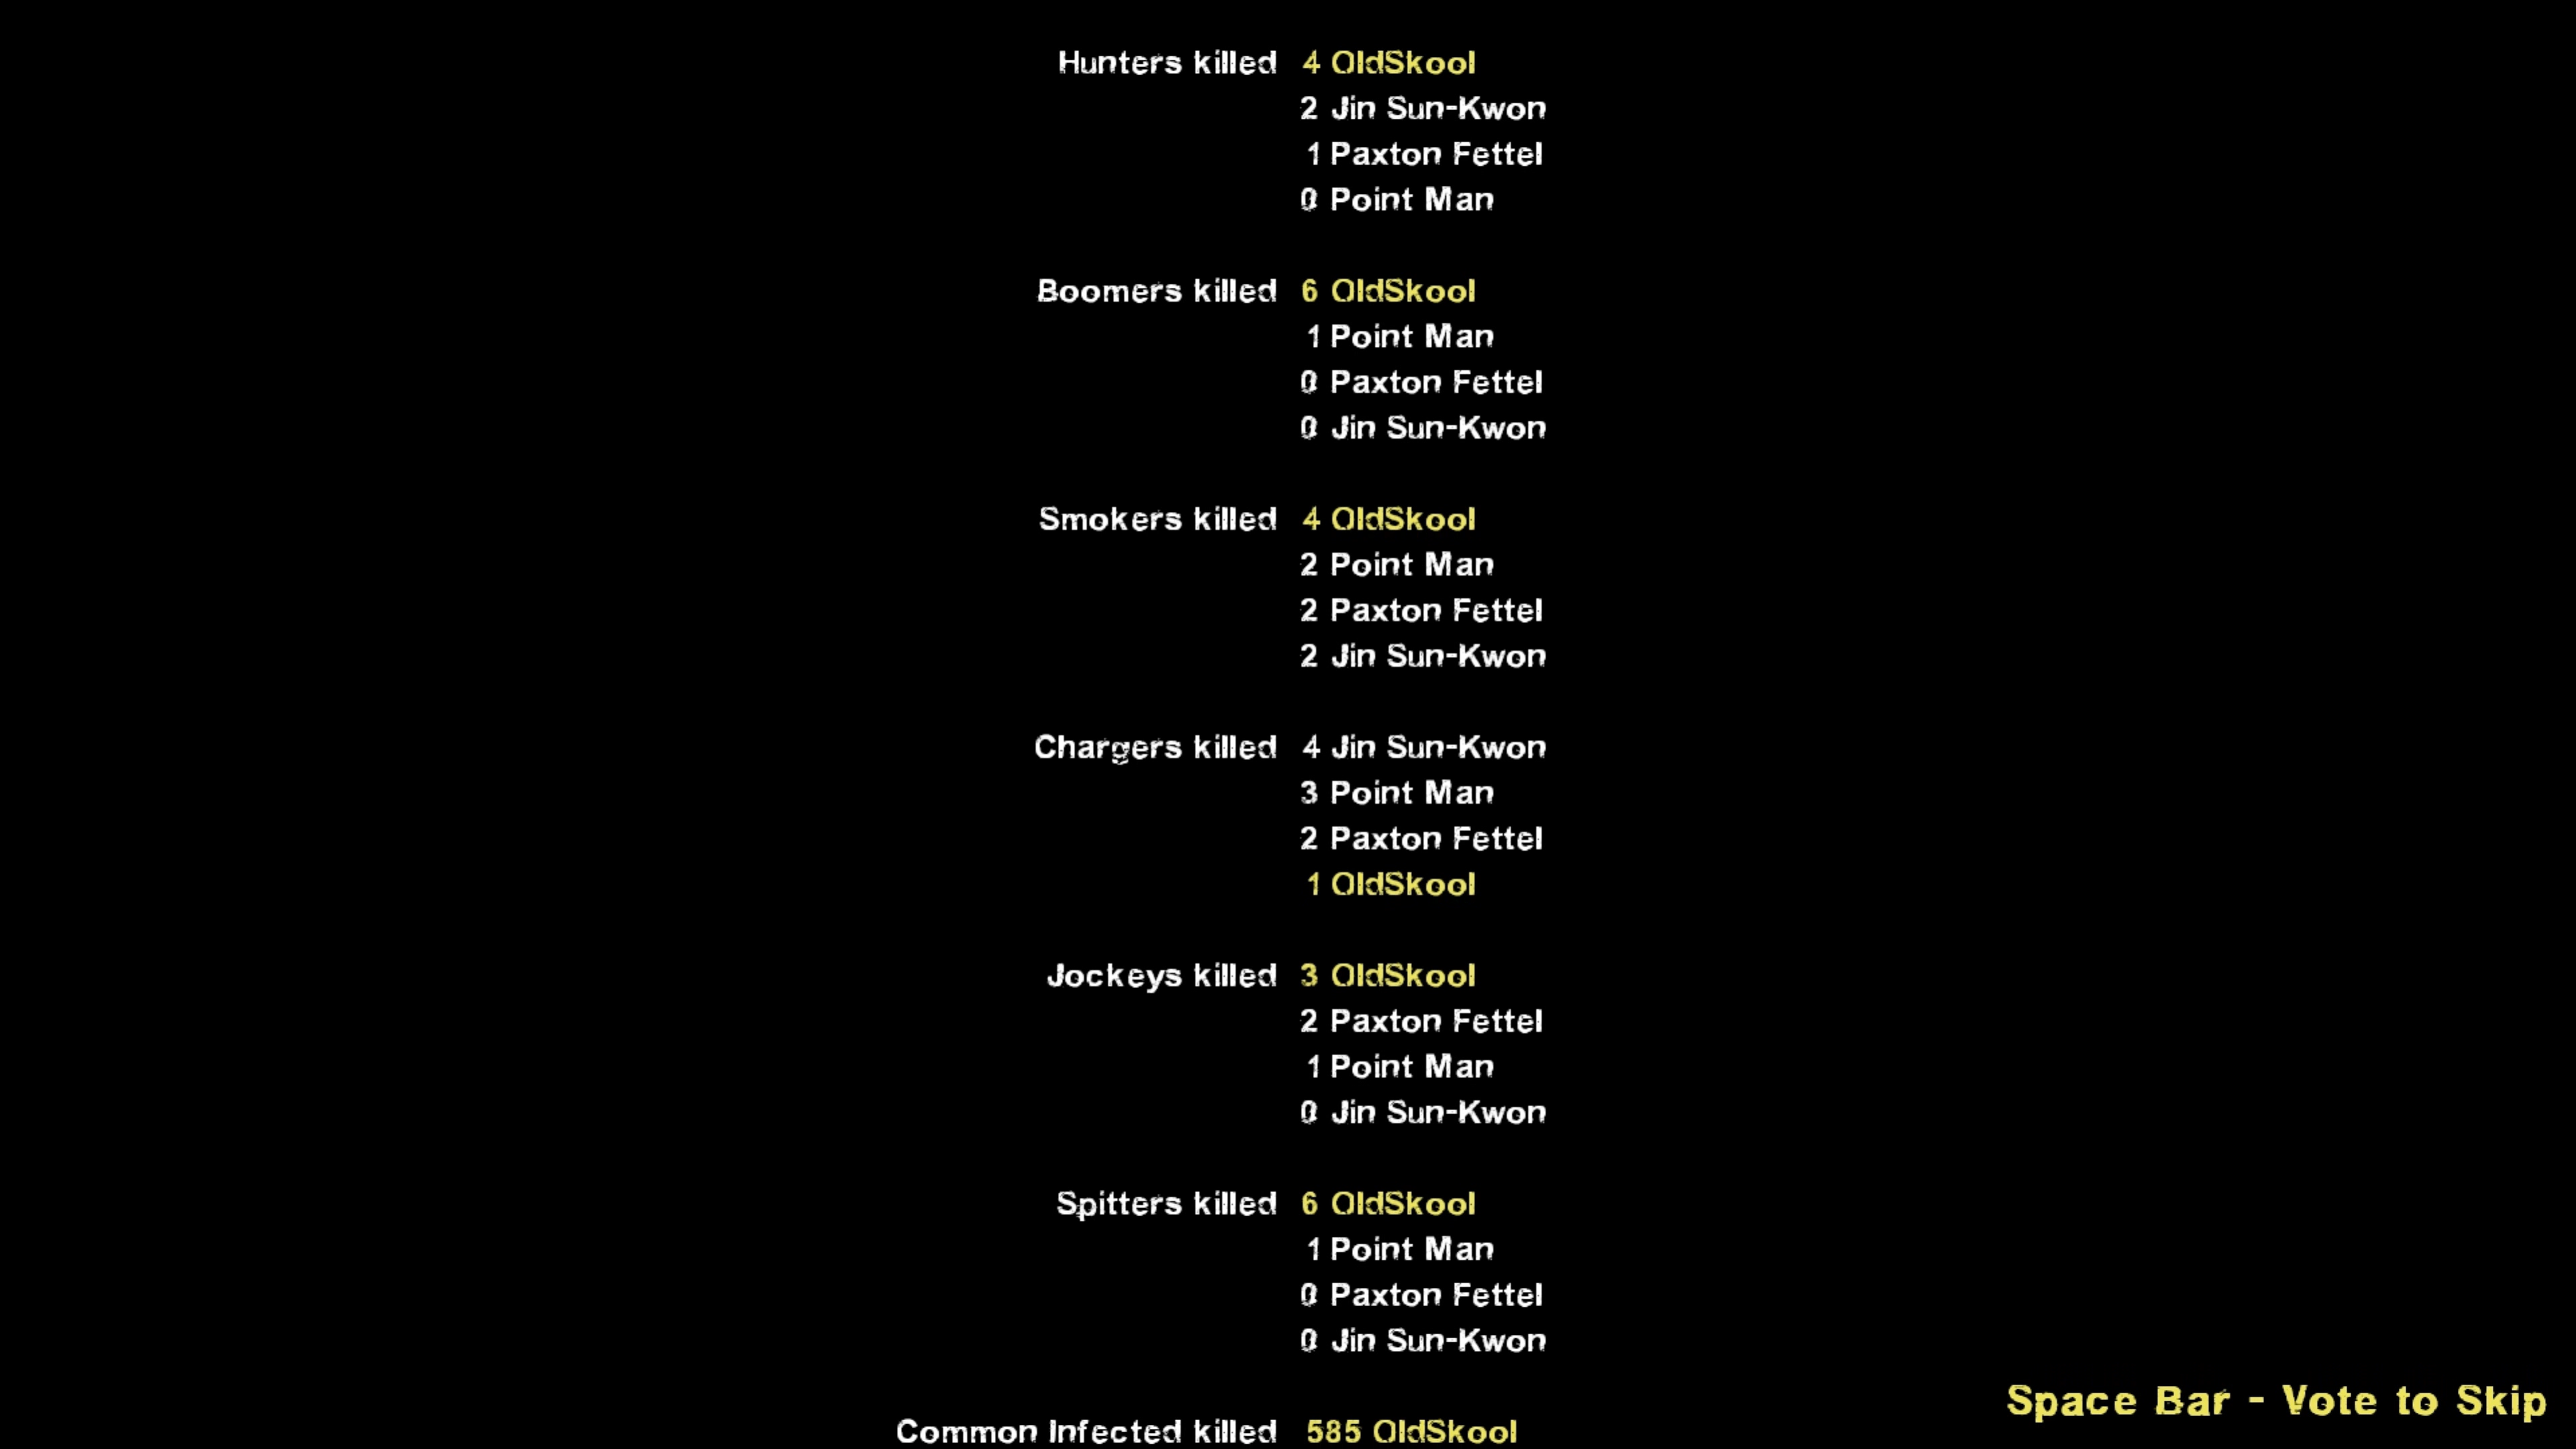 Hunters killed 4 OldSkool
2 Jin Sun-Kwon
1 Paxton Fettel
0 Point Man
Boomers killed 6 OldSkool
1 Point Man
0 Paxton Fettel
0 Jin Sun-Kwon
Smokers killed 4 OldSkool
2 Point Man
2 Paxton Fettel
2 Jin Sun-Kwon
Chargers killed 4 Jin Sun-Kwon
3 Point Man
2 Paxton Fettel
1 OldSkool
Jockeys killed 3 OldSkool
2 Paxton Fettel
1 Point Man
0 Jin Sun-Kwon
Spitters killed 6 OldSkool
1 Point Man
0 Paxton Fettel
0 Jin Sun-Kwon
Space Bar - Vote to Skip
Common Infected killed 585 OldSkool